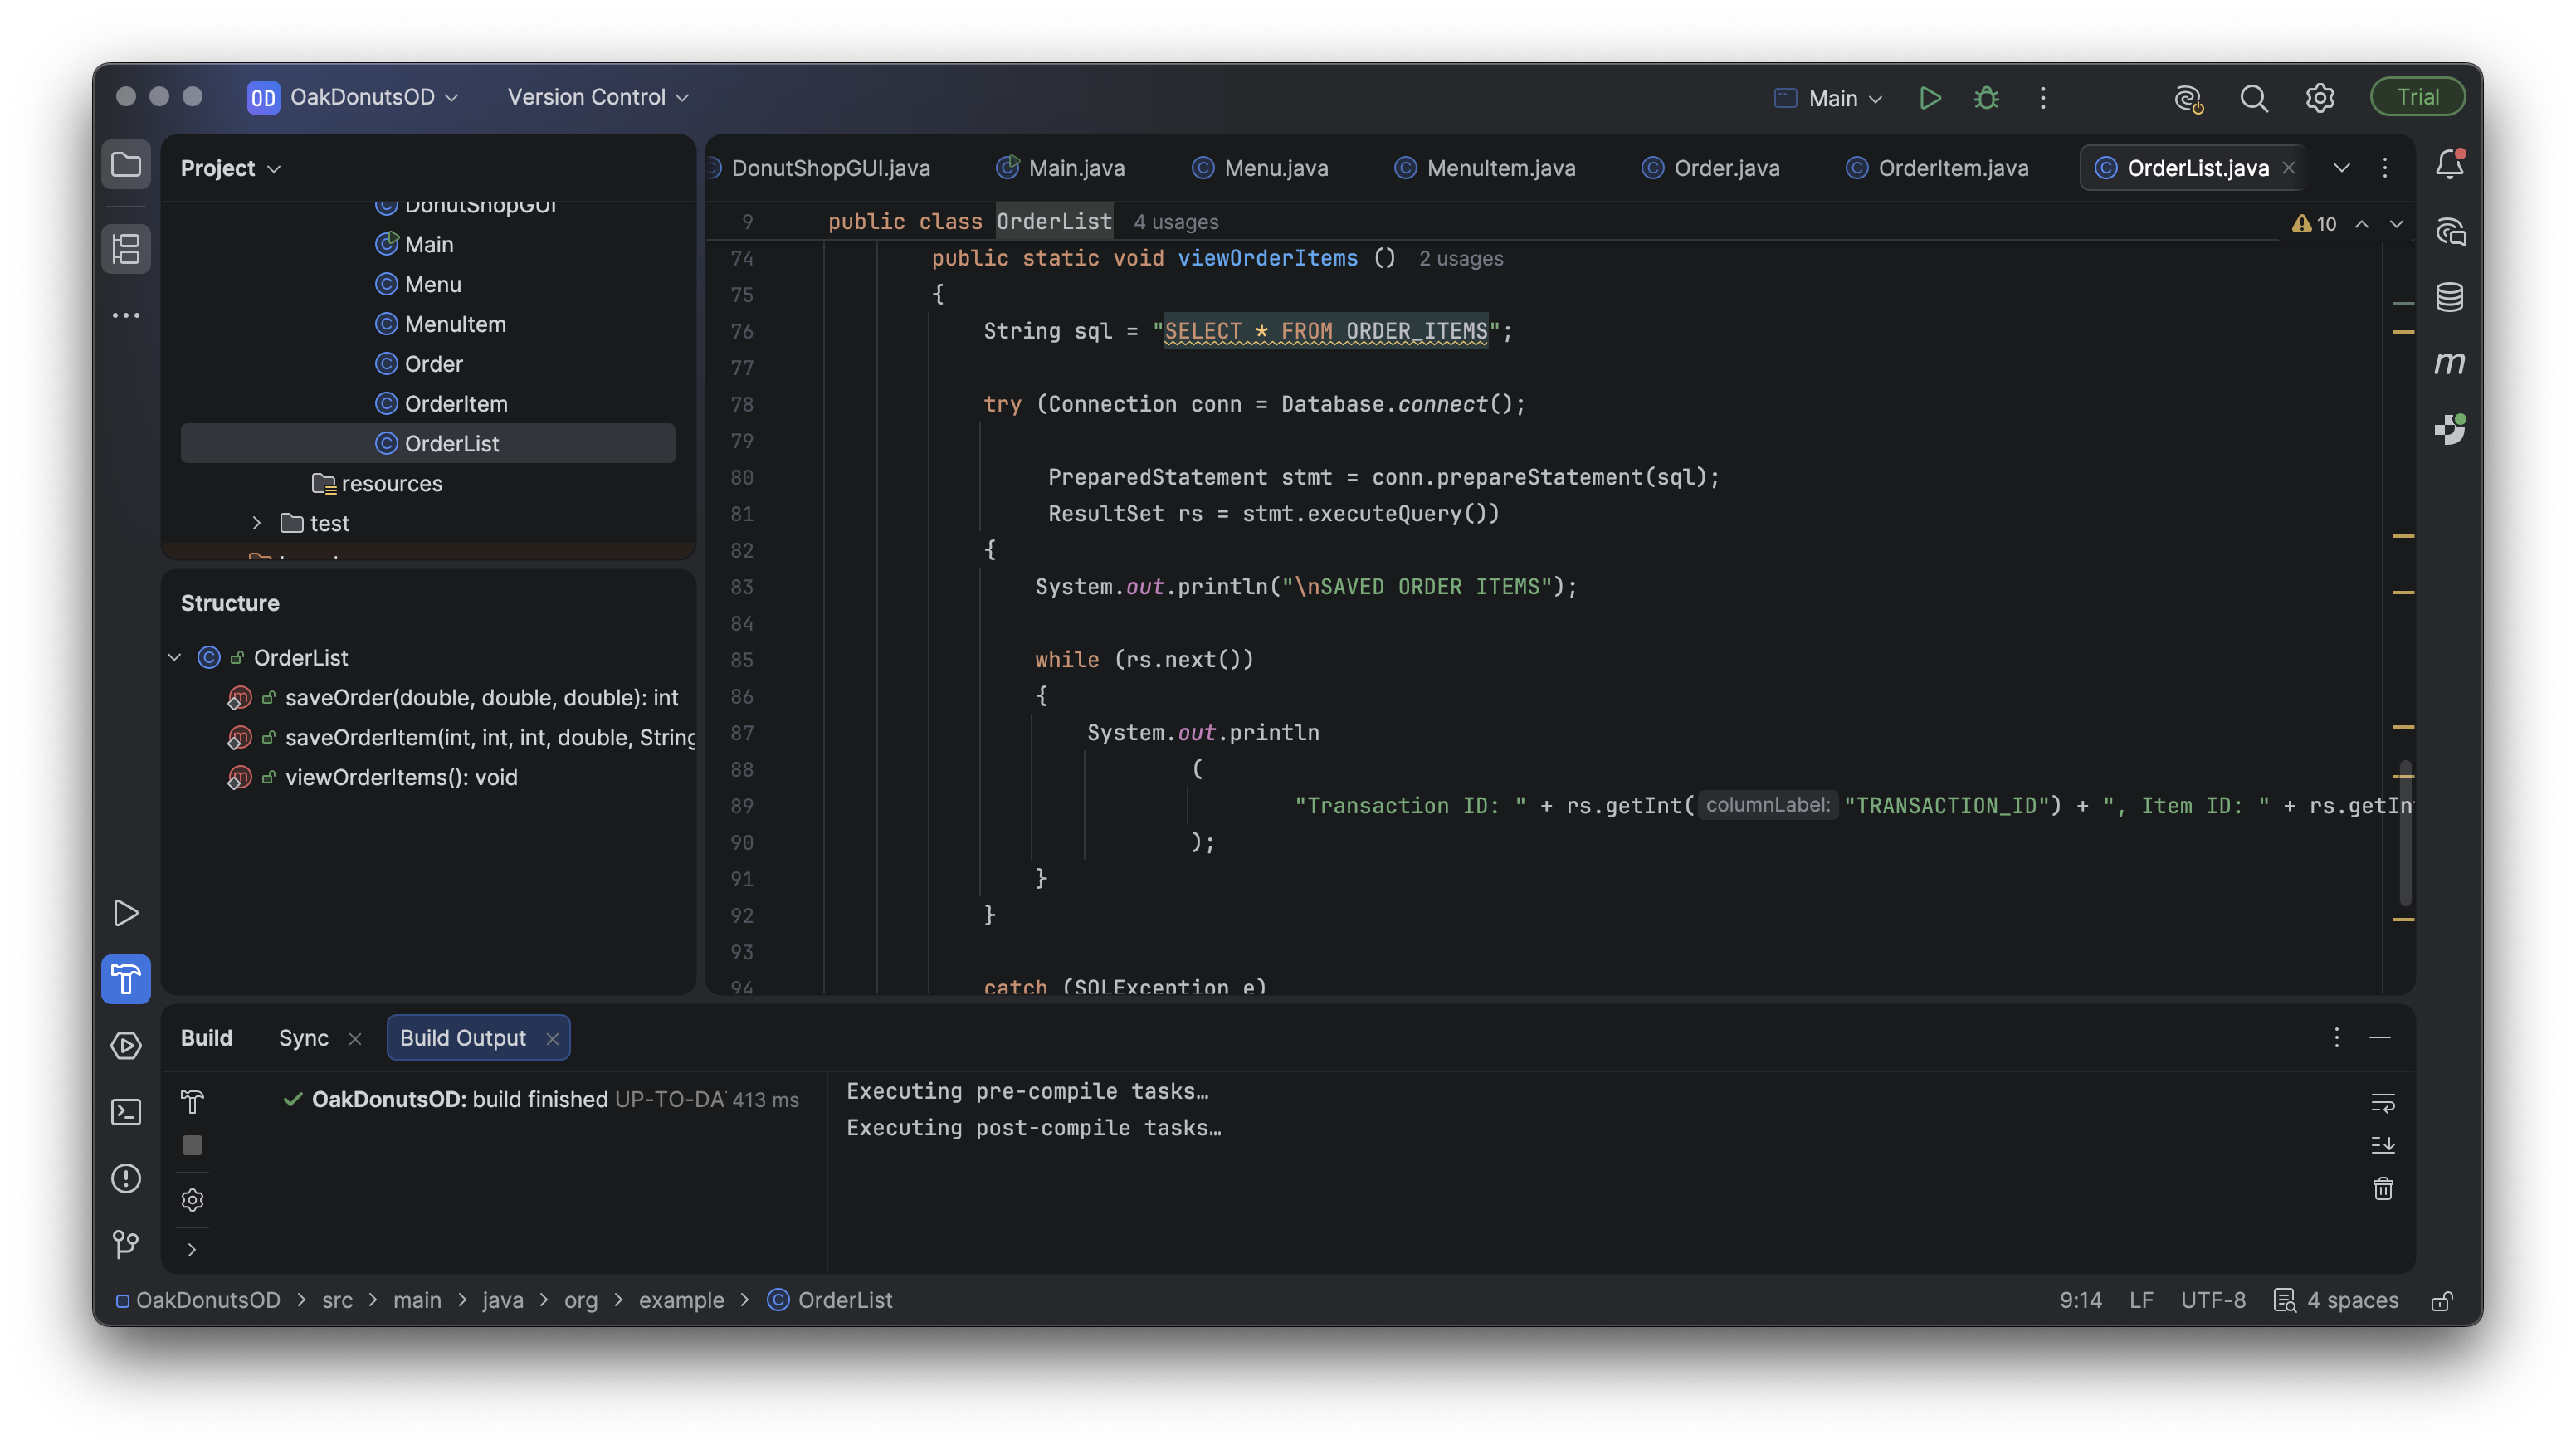 OD OakDonutsOD Version Control Main Trial
Project
DonutShopGUI
Main
Menu
MenuItem
Order
OrderItem
OrderList
resources
test
target
Structure
OrderList
saveOrder(double, double, double): int
saveOrderItem(int, int, int, double, String
viewOrderItems(): void
DonutShopGUI.java Main.java Menu.java MenuItem.java Order.java OrderItem.java OrderList.java
9 public class OrderList 4 usages 10
74 public static void viewOrderItems () 2 usages
75 {
76 String sql = "SELECT * FROM ORDER_ITEMS";
77
78 try (Connection conn = Database.connect();
79
80 PreparedStatement stmt = conn.prepareStatement(sql);
81 ResultSet rs = stmt.executeQuery())
82 {
83 System.out.println("\nSAVED ORDER ITEMS");
84
85 while (rs.next())
86 {
87 System.out.println
88 (
89 "Transaction ID: " + rs.getInt( columnLabel: "TRANSACTION_ID") + ", Item ID: " + rs.getIn
90 );
91 }
92 }
93
94 catch (SQLException e)
m
Build Sync Build Output
OakDonutsOD: build finished UP-TO-DA 413 ms
Executing pre-compile tasks…
Executing post-compile tasks…
OakDonutsOD > src > main > java > org > example > OrderList 9:14 LF UTF-8 4 spaces